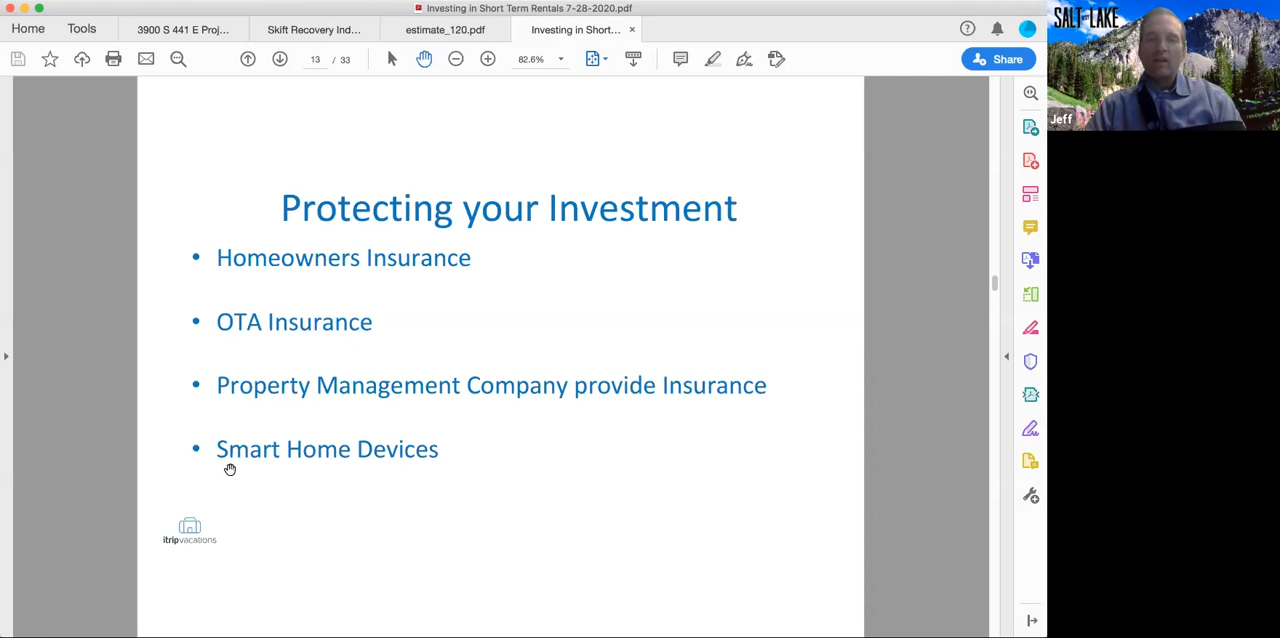 Investing in Short Term Rentals 7-28-2020.pdf
Home
Tools
3900 S 441 E Proj...
Skift Recovery Ind...
estimate_120.pdf
Investing in Short... ×
13 / 33
82.6%
Share
SALT LAKE
Jeff
Protecting your Investment
• Homeowners Insurance
• OTA Insurance
• Property Management Company provide Insurance
• Smart Home Devices
itripvacations